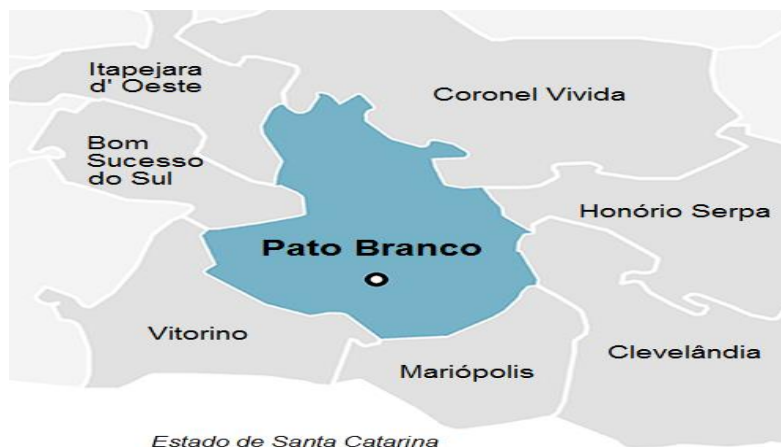 Itapejara
d' Oeste
Coronel Vivida
Bom
Sucesso
do Sul
Honório Serpa
Pato Branco
Vitorino
Clevelândia
Mariópolis
Estado de Santa Catarina